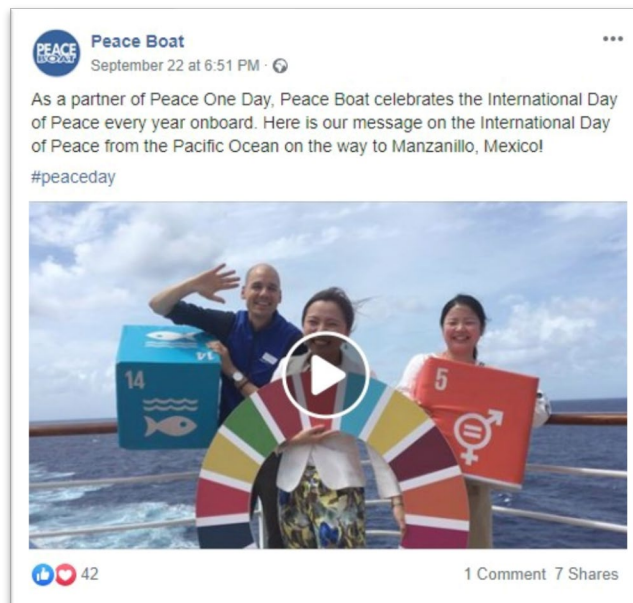 PEACE
BOAT
Peace Boat
September 22 at 6:51 PM ·
As a partner of Peace One Day, Peace Boat celebrates the International Day
of Peace every year onboard. Here is our message on the International Day
of Peace from the Pacific Ocean on the way to Manzanillo, Mexico!
#peaceday
14
14
5
42
1 Comment 7 Shares